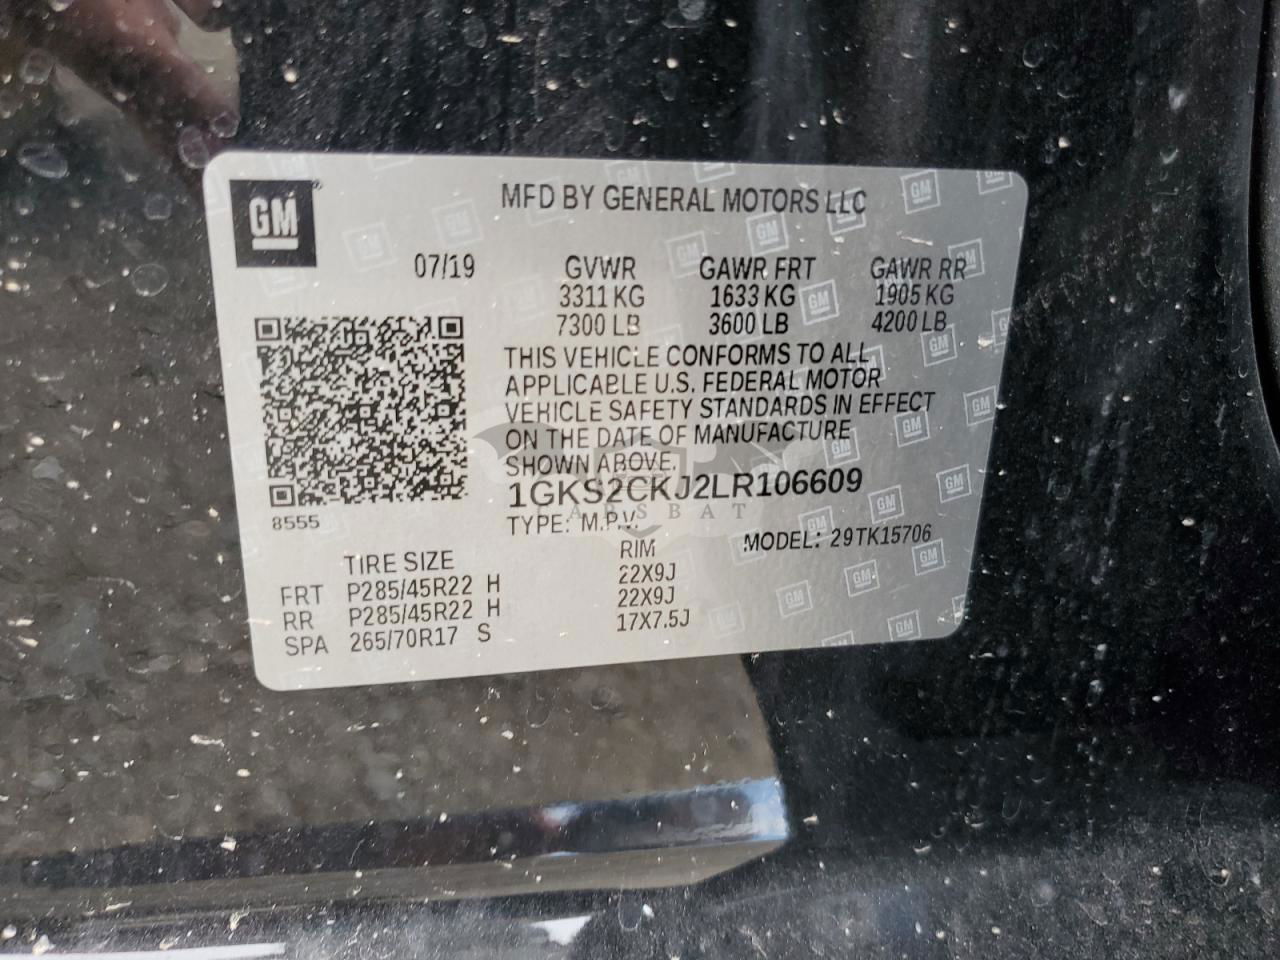 GM
MFD BY GENERAL MOTORS LLC
07/19
GVWR GAWR FRT GAWR RR
3311 KG 1633 KG 1905 KG
7300 LB 3600 LB 4200 LB
THIS VEHICLE CONFORMS TO ALL
APPLICABLE U.S. FEDERAL MOTOR
VEHICLE SAFETY STANDARDS IN EFFECT
ON THE DATE OF MANUFACTURE
SHOWN ABOVE.
1GKS2CKJ2LR106609
CARSBAT
8555
TYPE: M.P.V. MODEL: 29TK15706
TIRE SIZE RIM
FRT P285/45R22 H 22X9J
RR P285/45R22 H 22X9J
SPA 265/70R17 S 17X7.5J